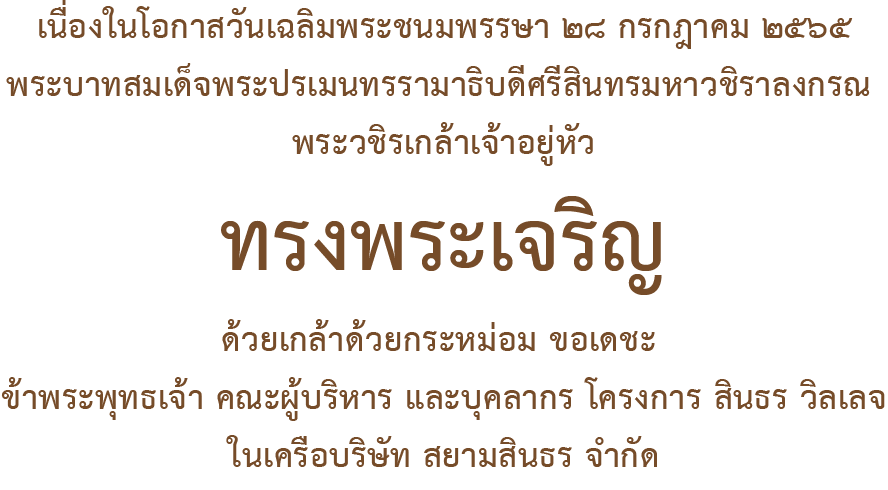 เนื่องในโอกาสวันเฉลิมพระชนมพรรษา ๒๘ กรกฎาคม ๒๕๖๕
พระบาทสมเด็จพระปรเมนทรรามาธิบดีศรีสินทรมหาวชิราลงกรณ
พระวชิรเกล้าเจ้าอยู่หัว
ทรงพระเจริญ
ด้วยเกล้าด้วยกระหม่อม ขอเดชะ
ข้าพระพุทธเจ้า คณะผู้บริหาร และบุคลากร โครงการ สินธร วิลเลจ
ในเครือบริษัท สยามสินธร จำกัด